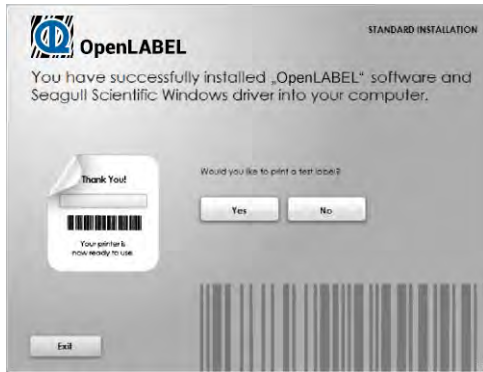 OpenLABEL
STANDARD INSTALLATION
You have successfully installed „OpenLABEL“ software and
Seagull Scientific Windows driver into your computer.
Thank You!
Your printer is
now ready to use
Would you like to print a test label?
Yes
No
Exit